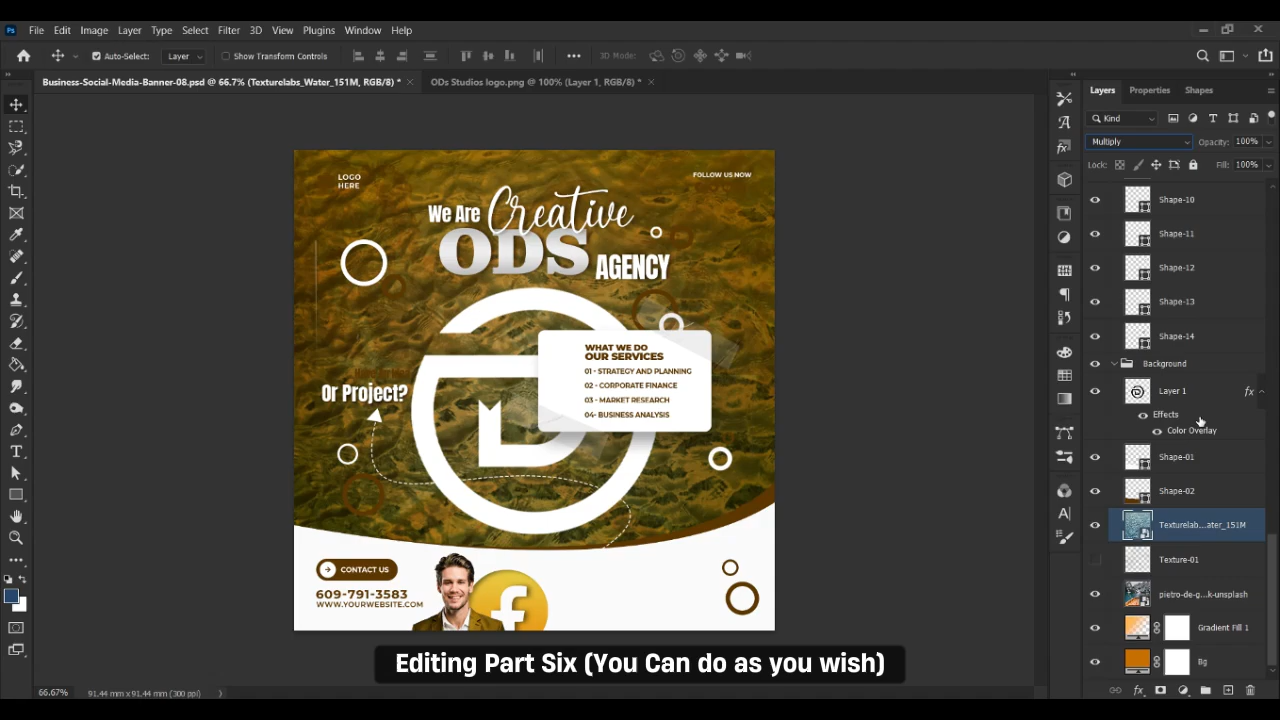 Ps File Edit Image Layer Type Select Filter 3D View Plugins Window Help
Auto-Select: Layer Show Transform Controls 3D Mode:
Business-Social-Media-Banner-08.psd @ 66.7% (Texturelabs_Water_151M, RGB/8) * ODs Studios logo.png @ 100% (Layer 1, RGB/8) *
Layers Properties Shapes
Kind
Multiply Opacity: 100%
Lock: Fill: 100%
Shape-10
Shape-11
Shape-12
Shape-13
Shape-14
Background
Layer 1 fx
Effects
Color Overlay
Shape-01
Shape-02
Texturelab...ater_151M
Texture-01
pietro-de-g...k-unsplash
Gradient Fill 1
Bg
LOGO
HERE
FOLLOW US NOW
We Are Creative
ODS
AGENCY
WHAT WE DO
OUR SERVICES
01 - STRATEGY AND PLANNING
02 - CORPORATE FINANCE
03 - MARKET RESEARCH
04- BUSINESS ANALYSIS
Or Project?
CONTACT US
609-791-3583
WWW.YOURWEBSITE.COM
Editing Part Six (You Can do as you wish)
66.67% 91.44 mm x 91.44 mm (300 ppi)